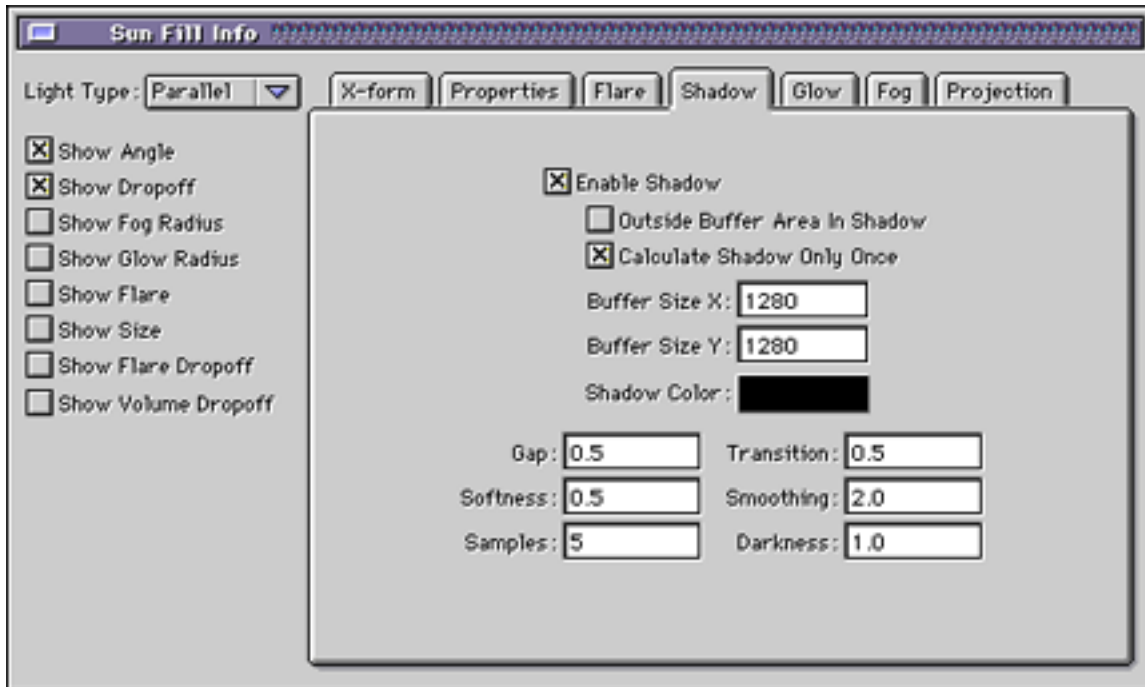 Sun Fill Info
Light Type: Parallel
X-form Properties Flare Shadow Glow Fog Projection
Show Angle
Show Dropoff
Show Fog Radius
Show Glow Radius
Show Flare
Show Size
Show Flare Dropoff
Show Volume Dropoff
Enable Shadow
Outside Buffer Area In Shadow
Calculate Shadow Only Once
Buffer Size X: 1280
Buffer Size Y: 1280
Shadow Color:
Gap: 0.5 Transition: 0.5
Softness: 0.5 Smoothing: 2.0
Samples: 5 Darkness: 1.0